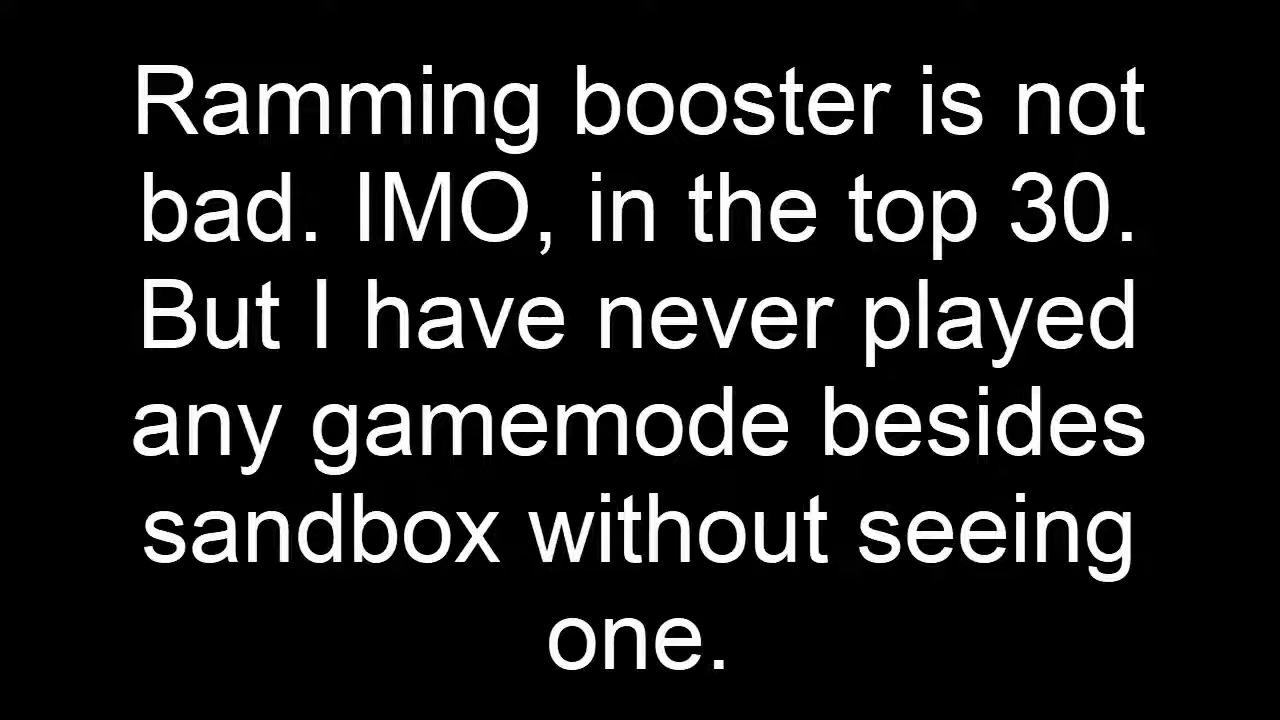 Ramming booster is not
bad. IMO, in the top 30.
But I have never played
any gamemode besides
sandbox without seeing
one.